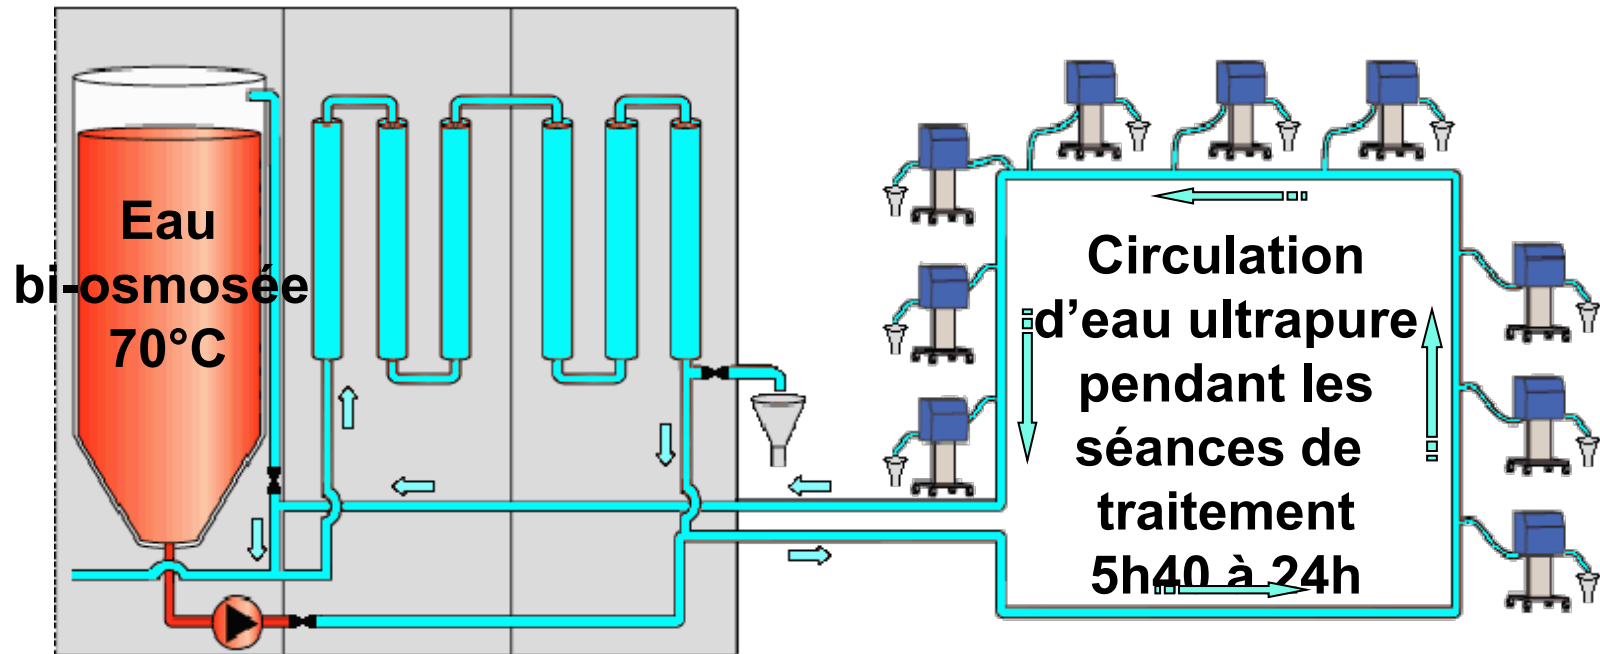 Eau
bi-osmosée
70°C
Circulation
d’eau ultrapure
pendant les
séances de
traitement
5h40 à 24h